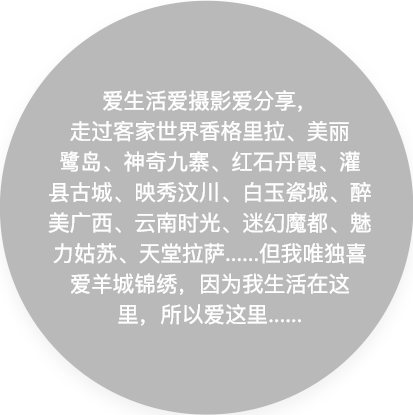 爱生活爱摄影爱分享，
走过客家世界香格里拉、美丽
鹭岛、神奇九寨、红石丹霞、灌
县古城、映秀汶川、白玉瓷城、醉
美广西、云南时光、迷幻魔都、魅
力姑苏、天堂拉萨......但我唯独喜
爱羊城锦绣，因为我生活在这
里，所以爱这里......